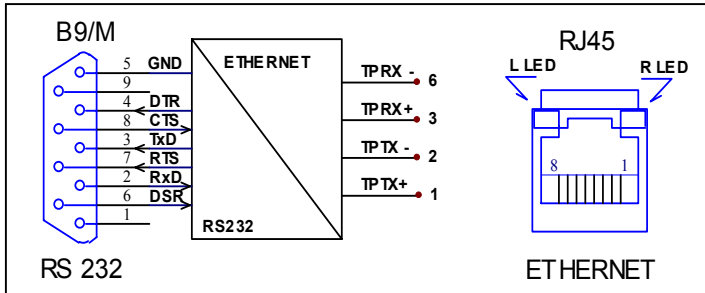 B9/M
5 GND
9
4 DTR
8 CTS
3 TxD
7 RTS
2 RxD
6 DSR
1
RS 232
ETHERNET
RS232
TPRX - 6
TPRX+ 3
TPTX - 2
TPTX+ 1
RJ45
L LED R LED
8 1
ETHERNET